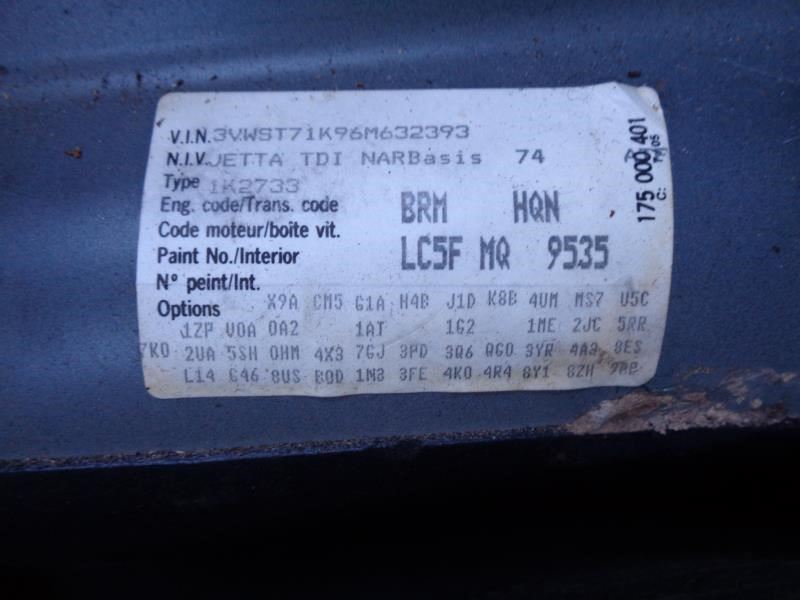 V.I.N. 3VWST71K96M632393
N.I.V. JETTA TDI NARBasis 74
Type 1K2733
Eng. code/Trans. code BRM HQN
Code moteur/boîte vit.
Paint No./Interior LC5F MQ 9535
N° peint/Int.
Options X9A CM5 G1A H4B J1D K8B 4UM MS7 U5C
1ZP V0A 0A2 1AT 1G2 1ME 2JC 5RR
7K0 2UA 5SH 0HM 4X3 7GJ 3PD 3Q6 QG0 3YR 4A3 8ES
L14 G46 8US B0D 1N3 3FE 4K0 4R4 8Y1 8ZH
175 000 401
C: